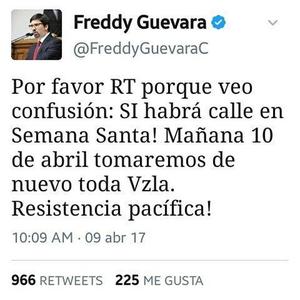 Freddy Guevara
@FreddyGuevaraC
Por favor RT porque veo
confusión: SI habrá calle en
Semana Santa! Mañana 10
de abril tomaremos de
nuevo toda Vzla.
Resistencia pacífica!
10:09 AM · 09 abr 17
966 RETWEETS 225 ME GUSTA